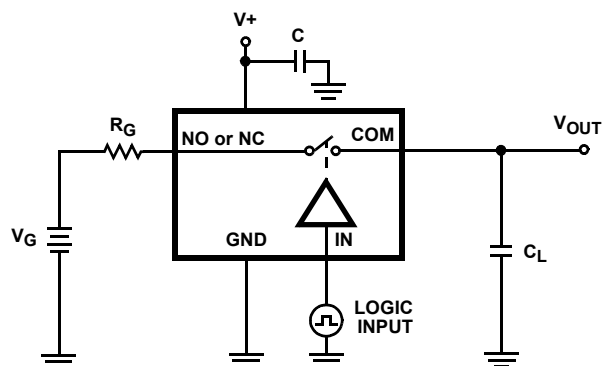 V+
C
RG
NO or NC
COM
VOUT
VG
GND
IN
CL
LOGIC
INPUT